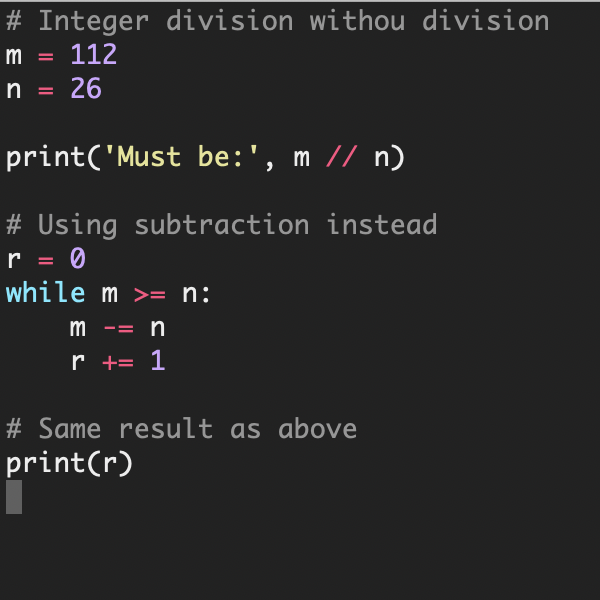 # Integer division withou division
m = 112
n = 26
print('Must be:', m // n)
# Using subtraction instead
r = 0
while m >= n:
    m -= n
    r += 1
# Same result as above
print(r)